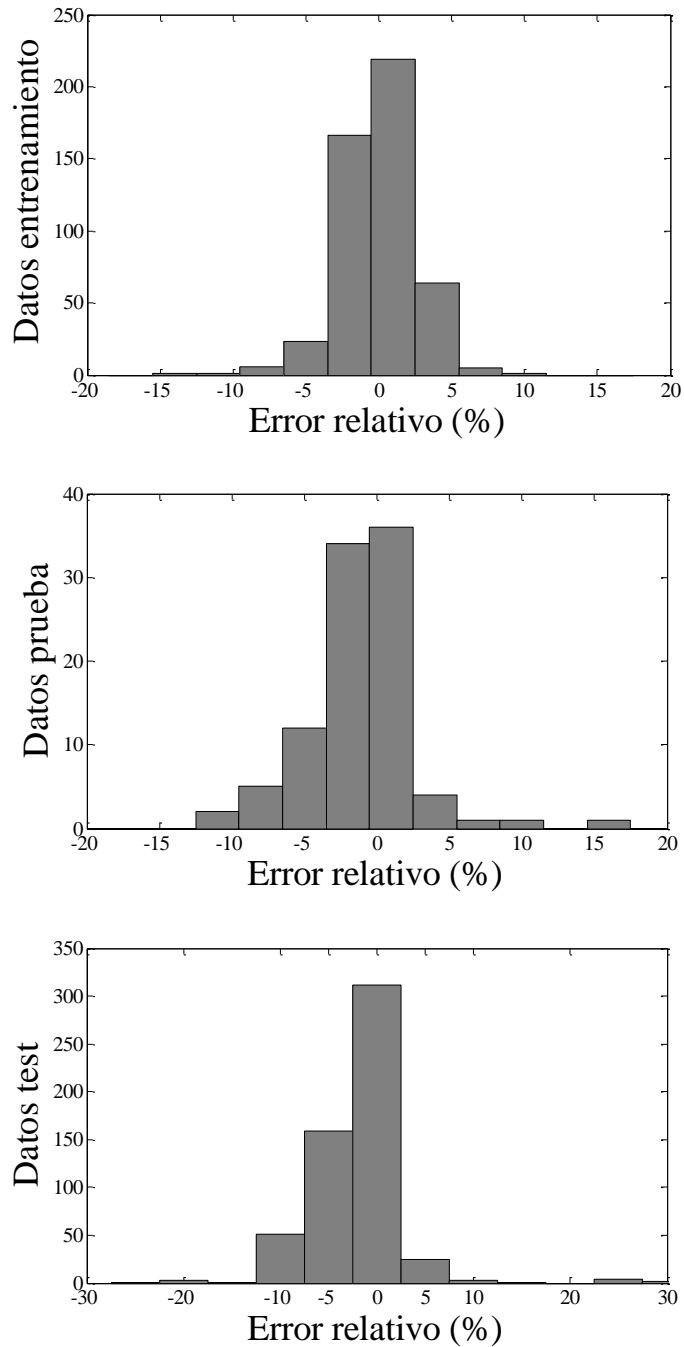 250
200
150
100
50
0
Datos entrenamiento
-20 -15 -10 -5 0 5 10 15 20
Error relativo (%)
40
30
20
10
0
Datos prueba
-20 -15 -10 -5 0 5 10 15 20
Error relativo (%)
350
300
250
200
150
100
50
0
Datos test
-30 -20 -10 -5 0 5 10 20 30
Error relativo (%)